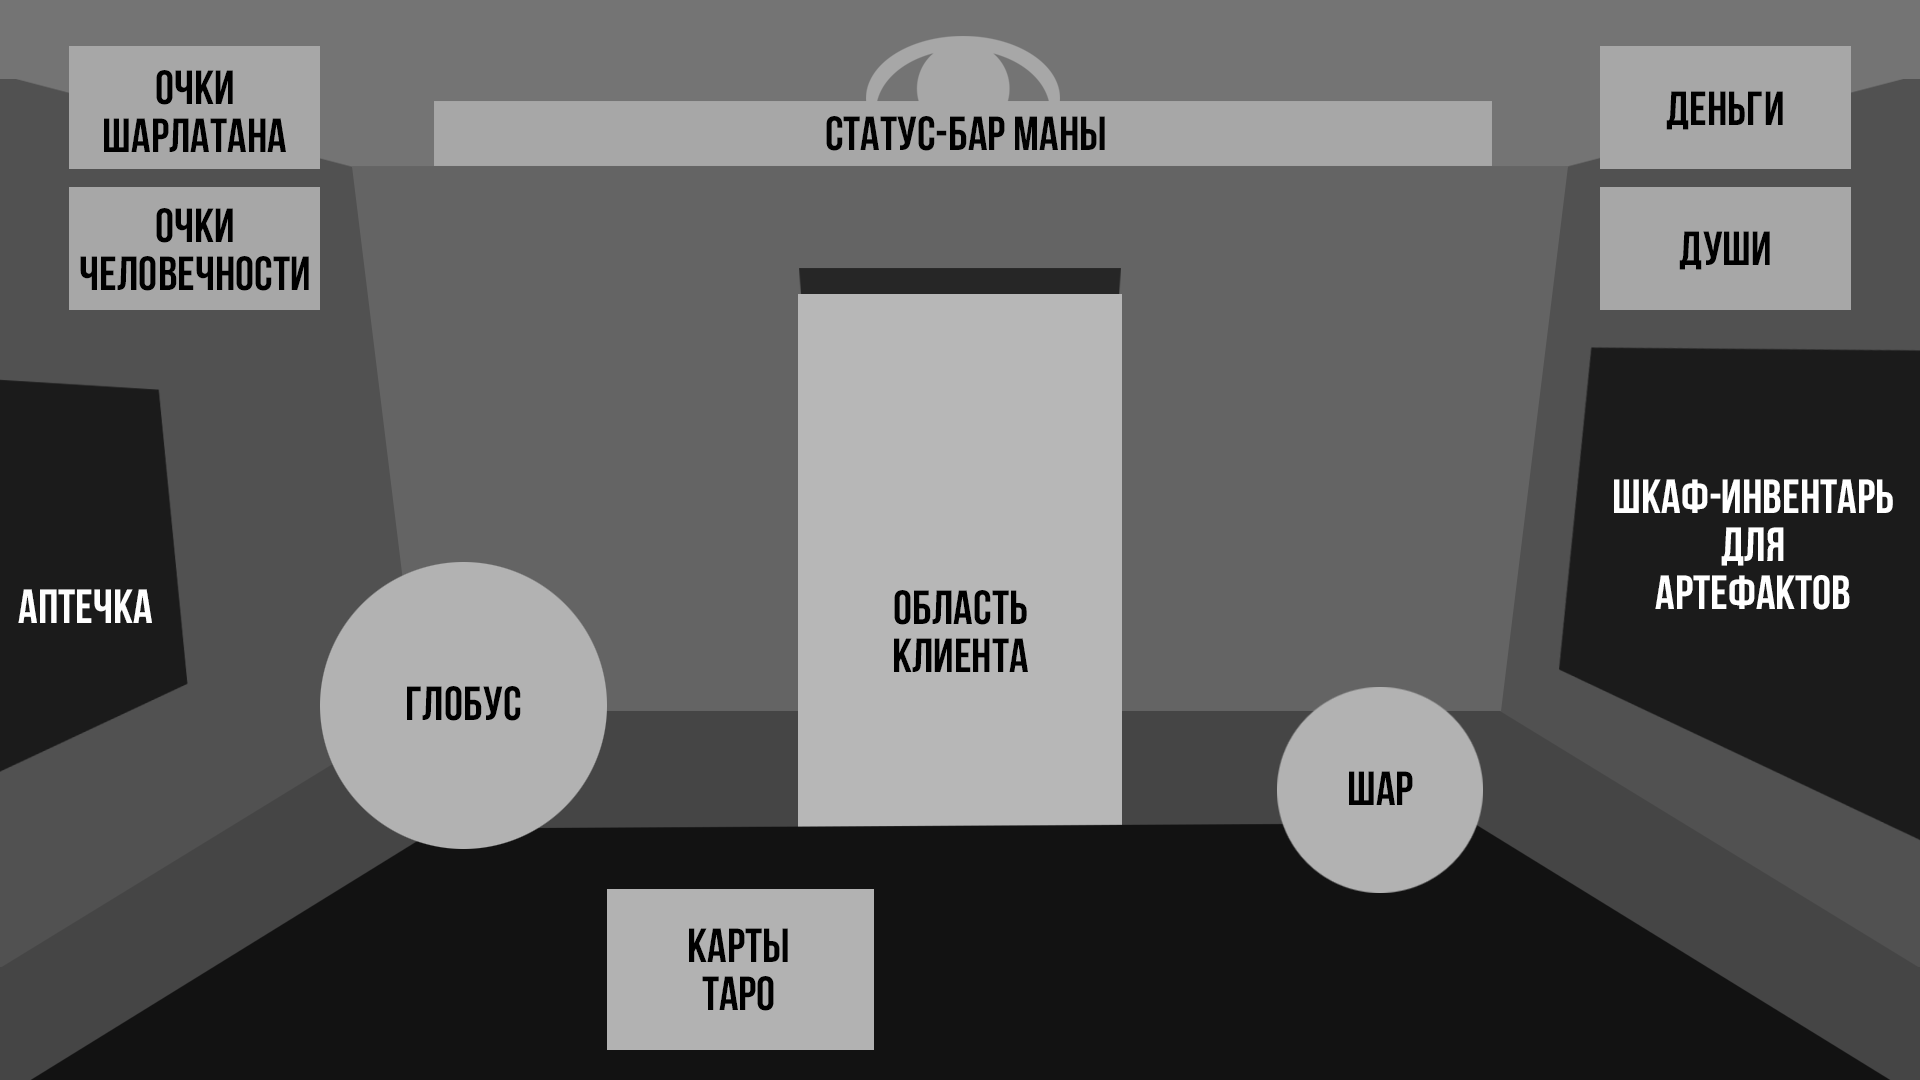 ОЧКИ
ШАРЛАТАНА
ОЧКИ
ЧЕЛОВЕЧНОСТИ
СТАТУС-БАР МАНЫ
ДЕНЬГИ
ДУШИ
АПТЕЧКА
ГЛОБУС
ОБЛАСТЬ
КЛИЕНТА
ШАР
ШКАФ-ИНВЕНТАРЬ
ДЛЯ
АРТЕФАКТОВ
КАРТЫ
ТАРО